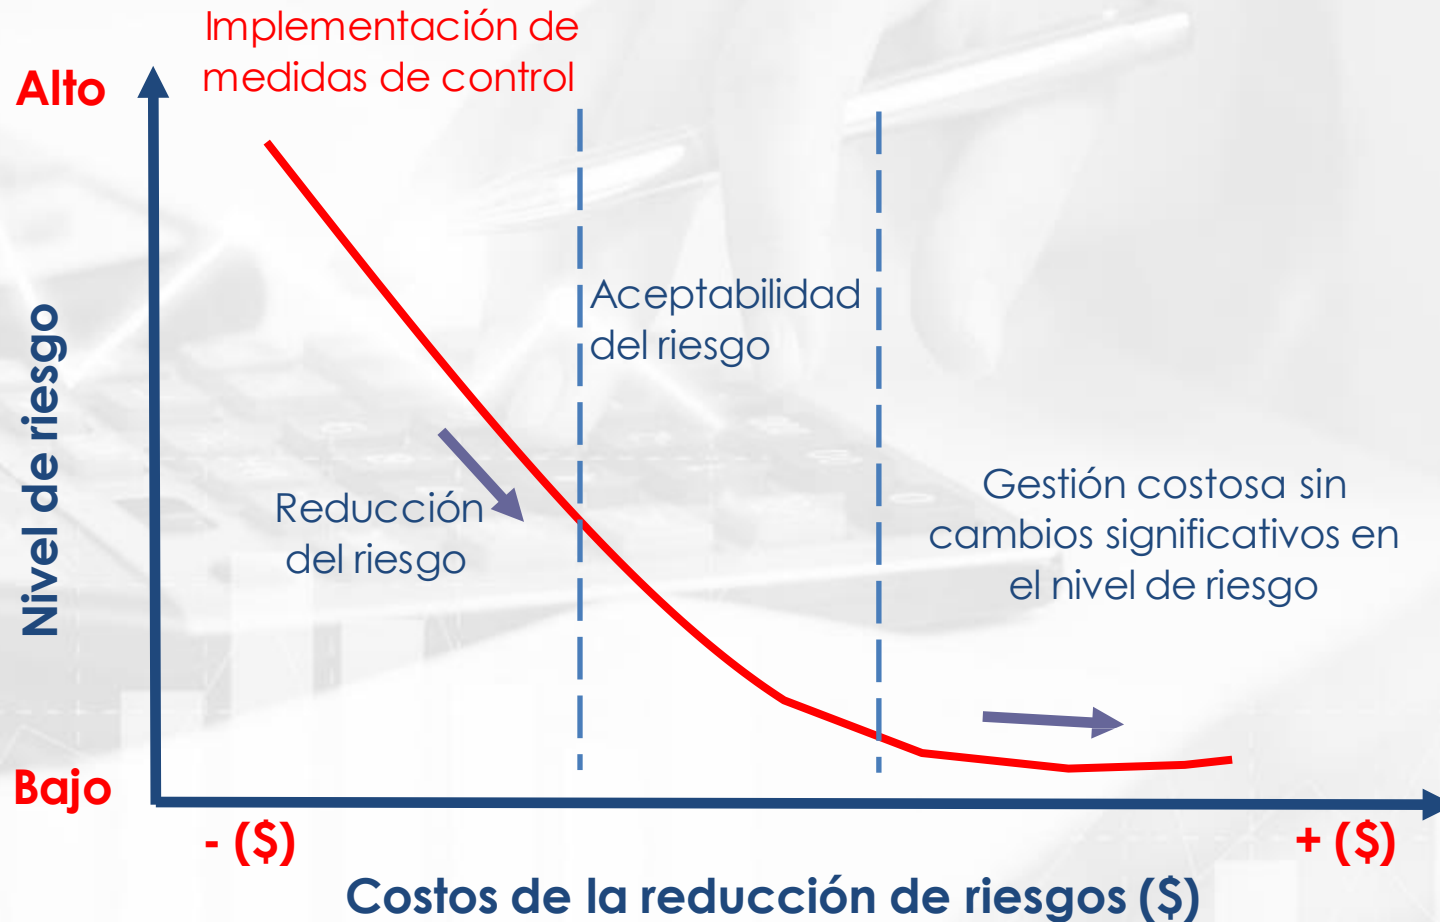 Implementación de
medidas de control
Alto
Aceptabilidad
del riesgo
Nivel de riesgo
Reducción
del riesgo
Gestión costosa sin
cambios significativos en
el nivel de riesgo
Bajo
- ($)
+ ($)
Costos de la reducción de riesgos ($)